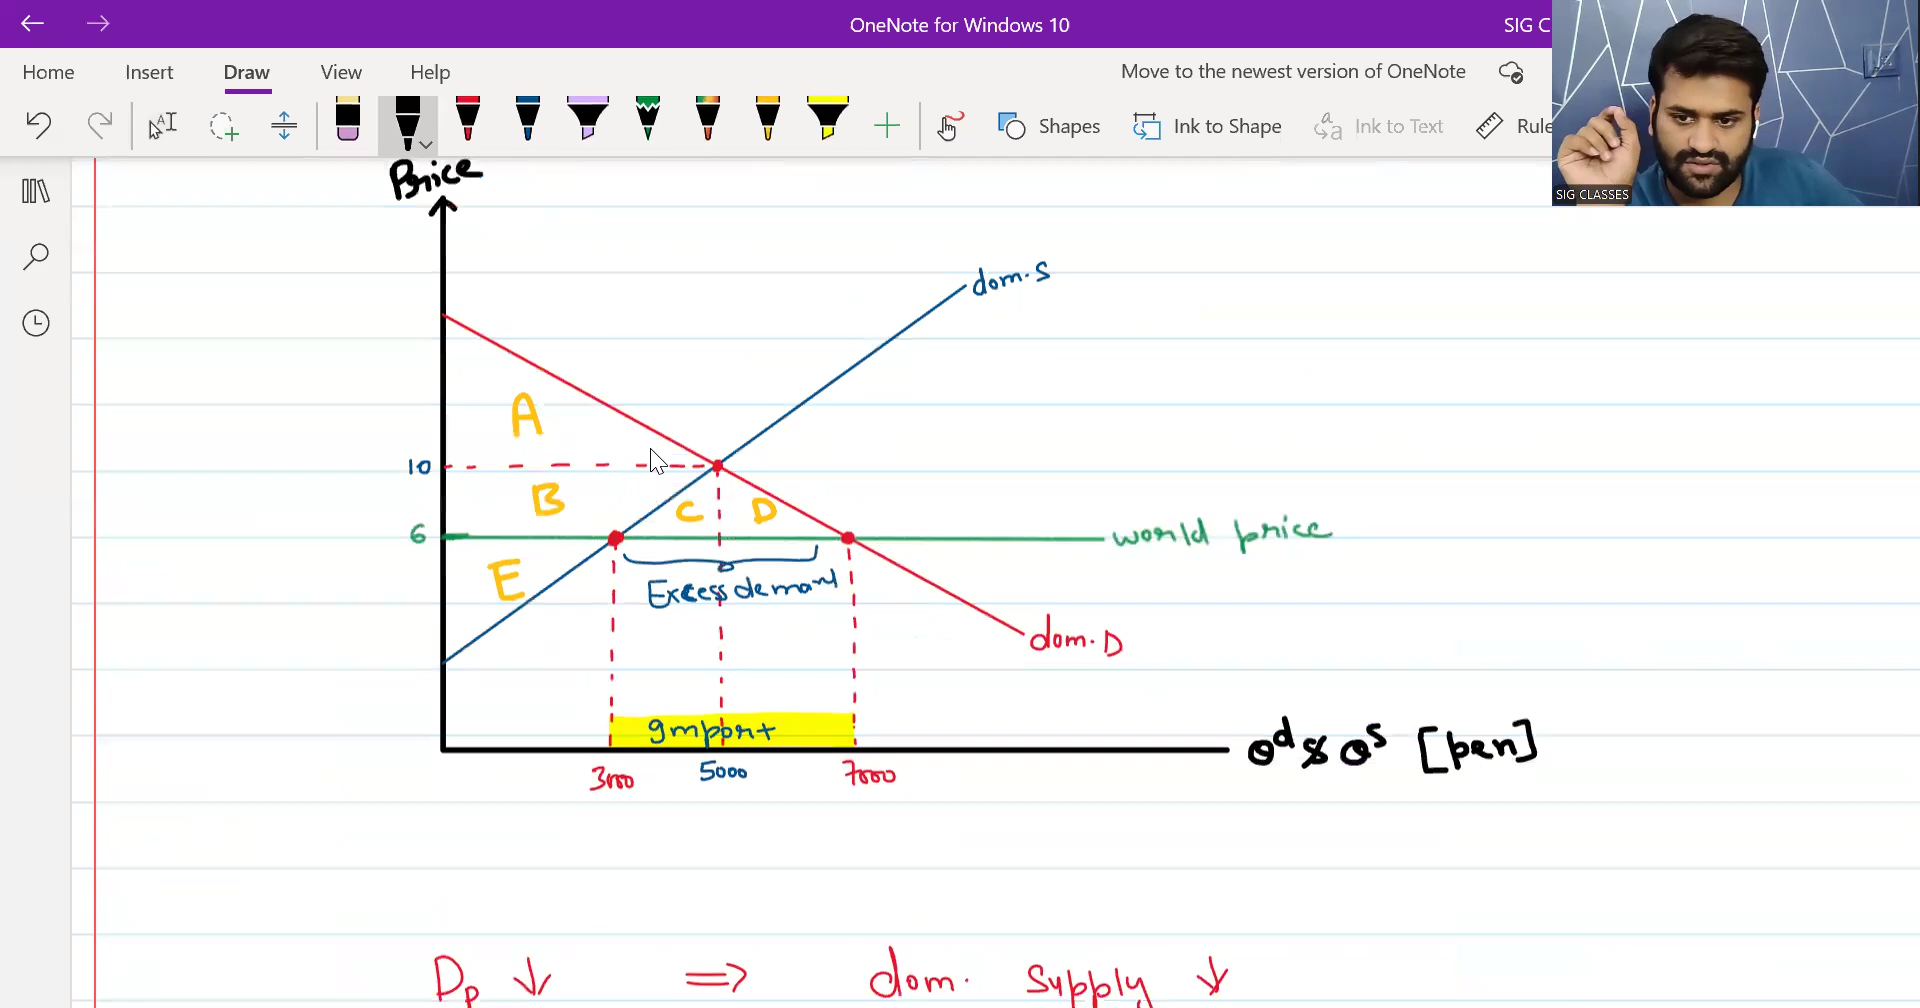 OneNote for Windows 10
SIG C
Home Insert Draw View Help
Move to the newest version of OneNote
Shapes Ink to Shape Ink to Text Rule
SIG CLASSES
Price
dom.S
A
10
B C D
6
world price
E
Excess demand
dom.D
Import
Qd & Qs [pen]
3000 5000 7000
Dp ↓ ⇒ dom. Supply ↓